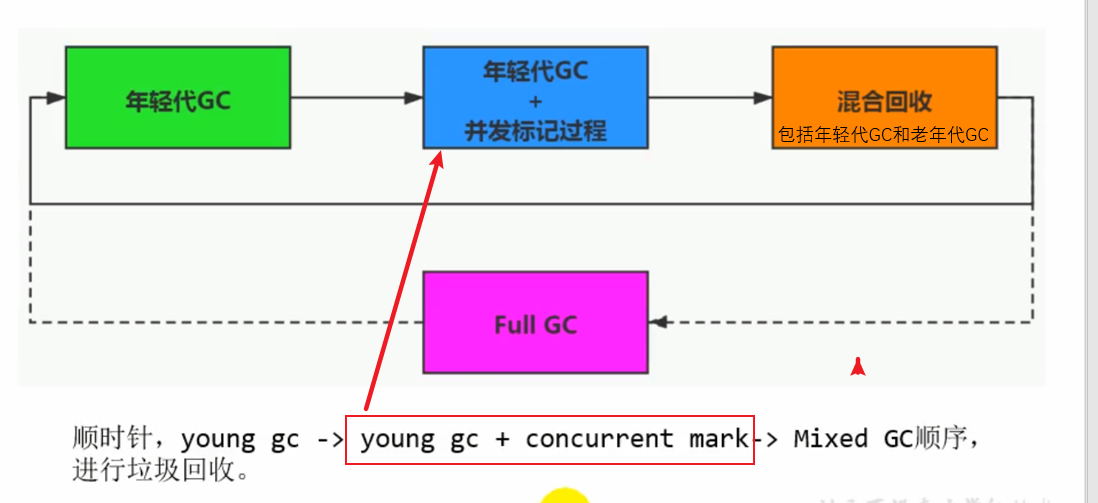 年轻代GC
年轻代GC
+
并发标记过程
混合回收
包括年轻代GC和老年代GC
Full GC
顺时针，young gc -> young gc + concurrent mark-> Mixed GC顺序，
进行垃圾回收。